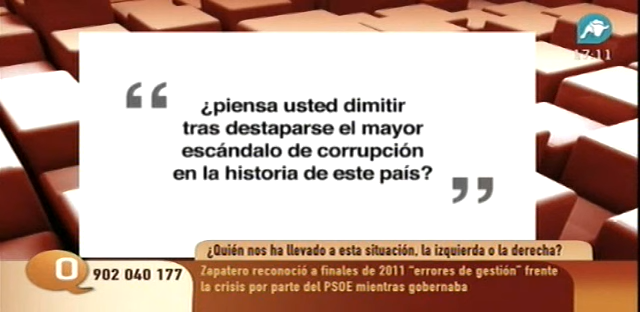 17:11
“
¿piensa usted dimitir
tras destaparse el mayor
escándalo de corrupción
en la historia de este país?
”
¿Quién nos ha llevado a esta situación, la izquierda o la derecha?
O 902 040 177
Zapatero reconoció a finales de 2011 "errores de gestión" frente
la crisis por parte del PSOE mientras gobernaba